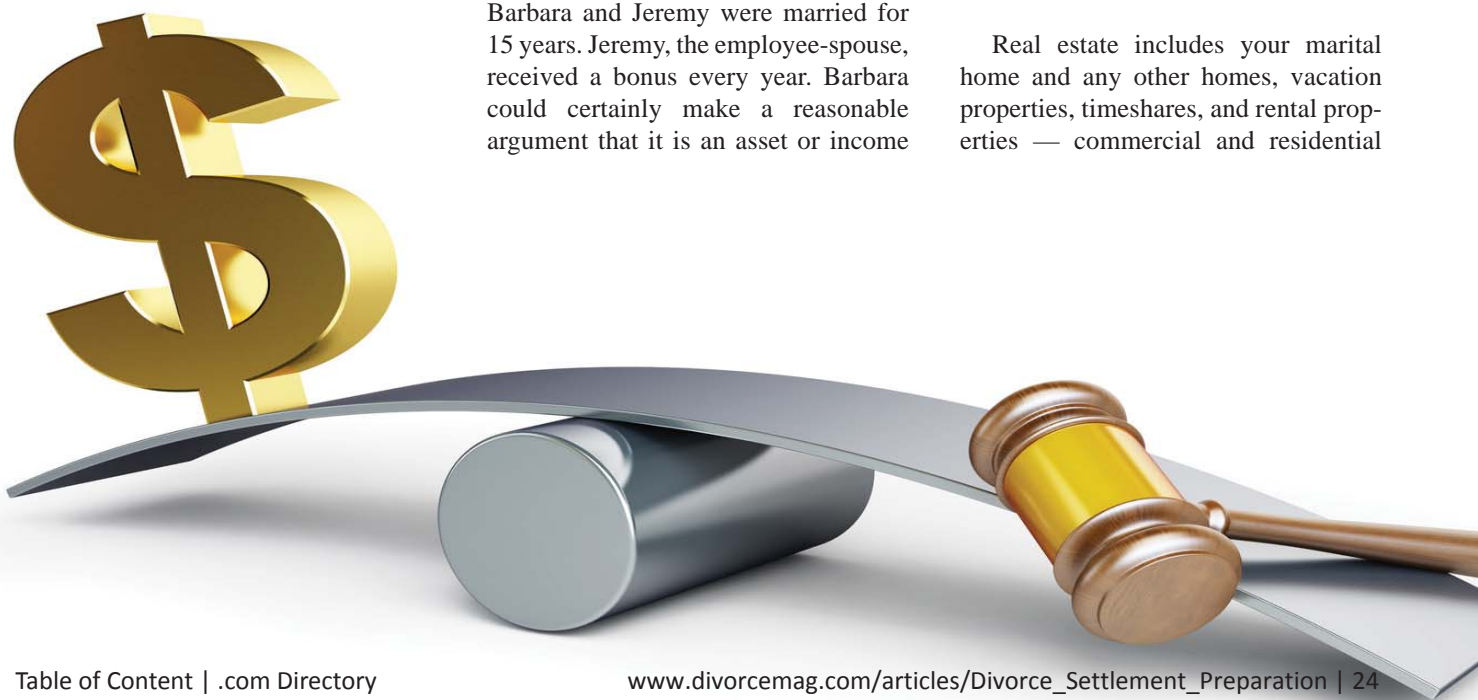 Barbara and Jeremy were married for
15 years. Jeremy, the employee-spouse,
received a bonus every year. Barbara
could certainly make a reasonable
argument that it is an asset or income
Real estate includes your marital
home and any other homes, vacation
properties, timeshares, and rental prop-
erties — commercial and residential
Table of Content | .com Directory
www.divorcemag.com/articles/Divorce_Settlement_Preparation | 24